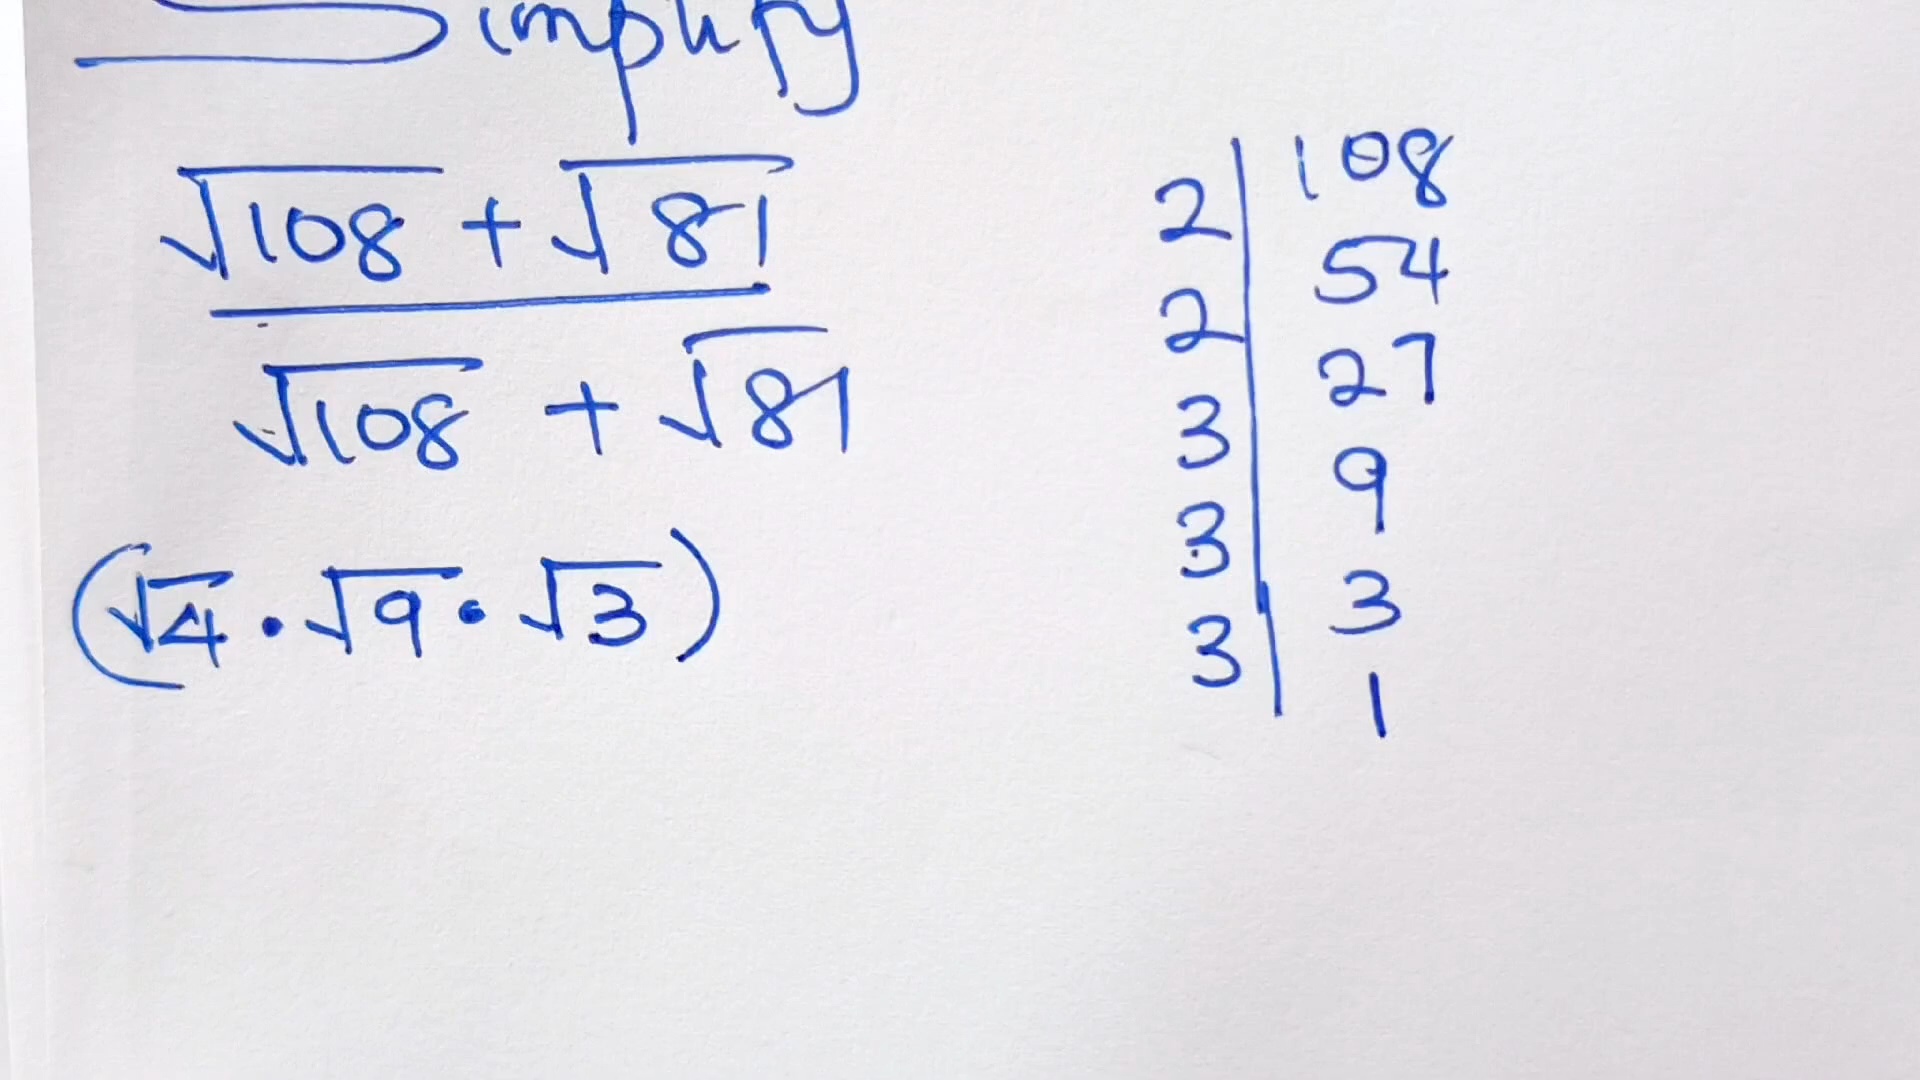 Simplify
√108 + √81
√108 + √81
(√4 . √9 . √3)
108
2 54
2 27
3 9
3 3
3 1